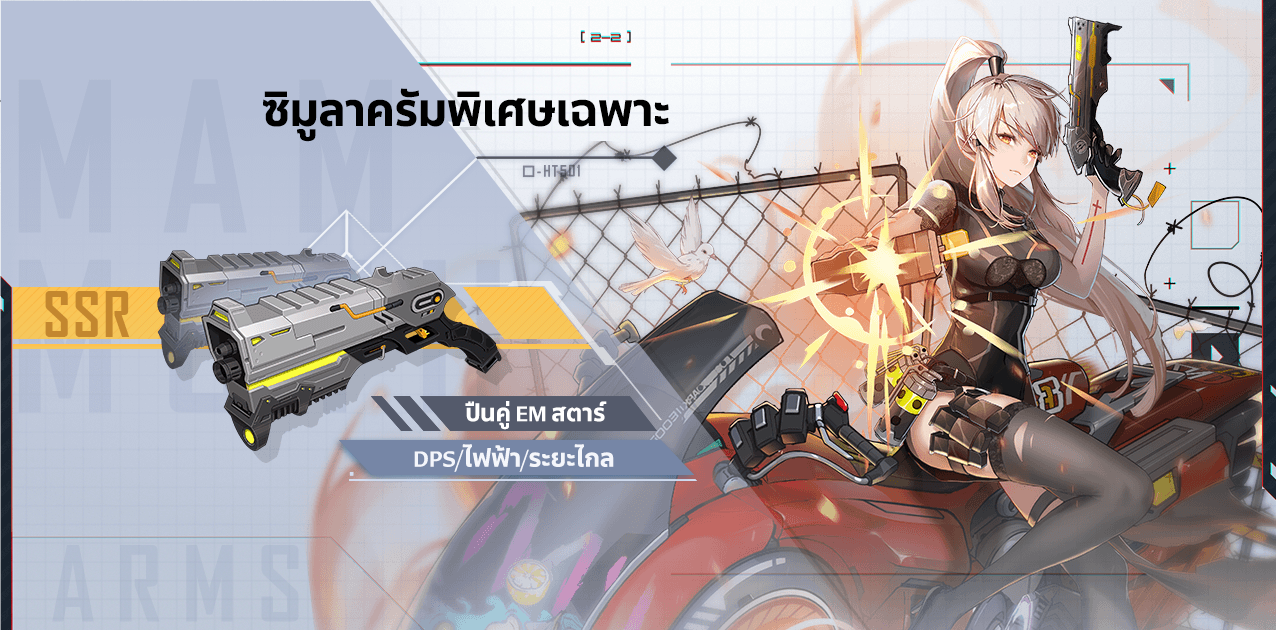 [ 2-2 ]
ซิมูลาครัมพิเศษเฉพาะ
-HT501
SSR
ปืนคู่ EM สตาร์
DPS/ไฟฟ้า/ระยะไกล
ARMS